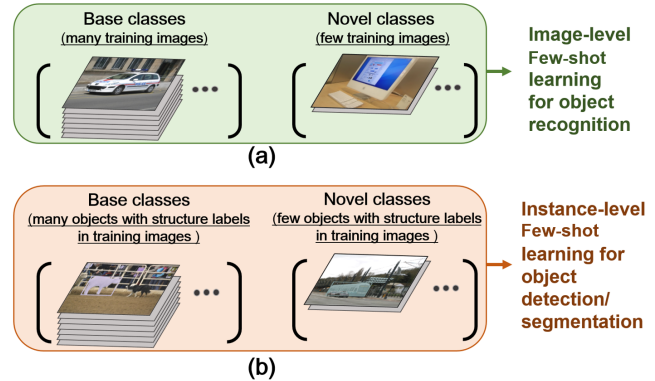 Base classes
(many training images)
Novel classes
(few training images)
Image-level
Few-shot
learning
for object
recognition
(a)
Base classes
(many objects with structure labels
in training images )
Novel classes
(few objects with structure labels
in training images )
Instance-level
Few-shot
learning for
object
detection/
segmentation
(b)